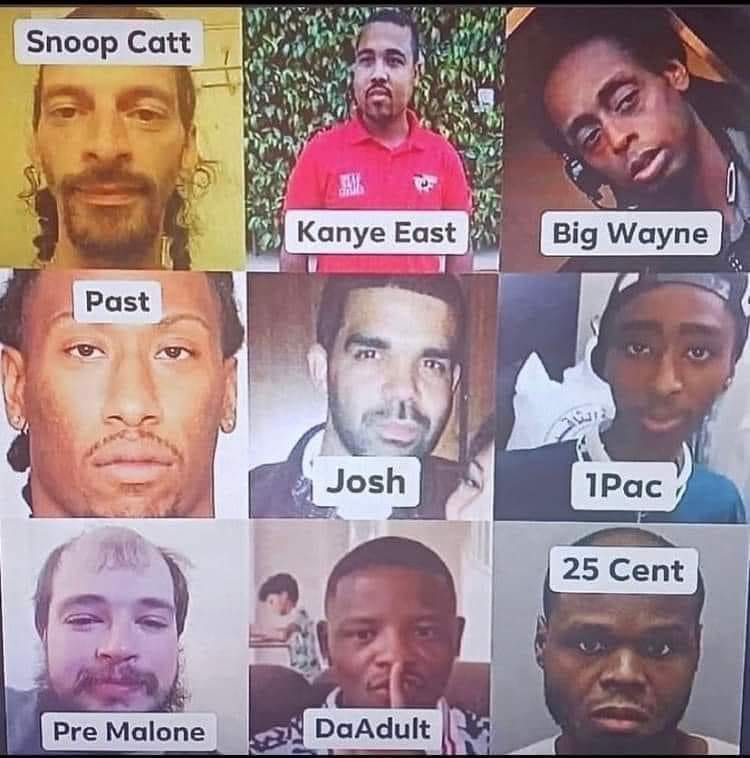 Snoop Catt
Kanye East
Big Wayne
Past
Josh
1Pac
Pre Malone
DaAdult
25 Cent